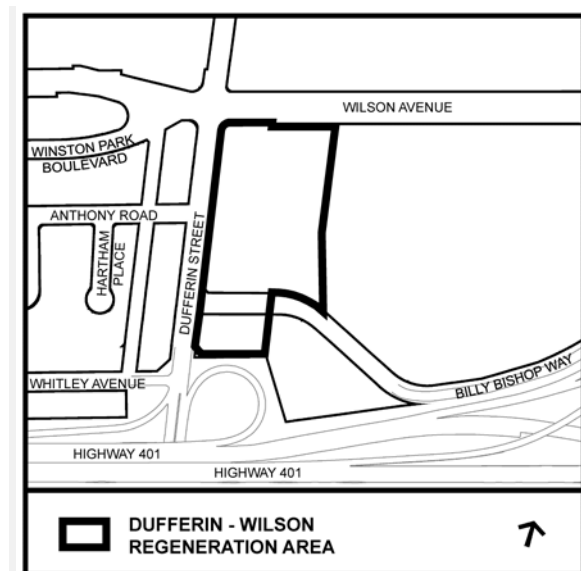 WILSON AVENUE
WINSTON PARK
BOULEVARD
ANTHONY ROAD
HARTHAM
PLACE
DUFFERIN STREET
WHITLEY AVENUE
BILLY BISHOP WAY
HIGHWAY 401
HIGHWAY 401
DUFFERIN - WILSON
REGENERATION AREA